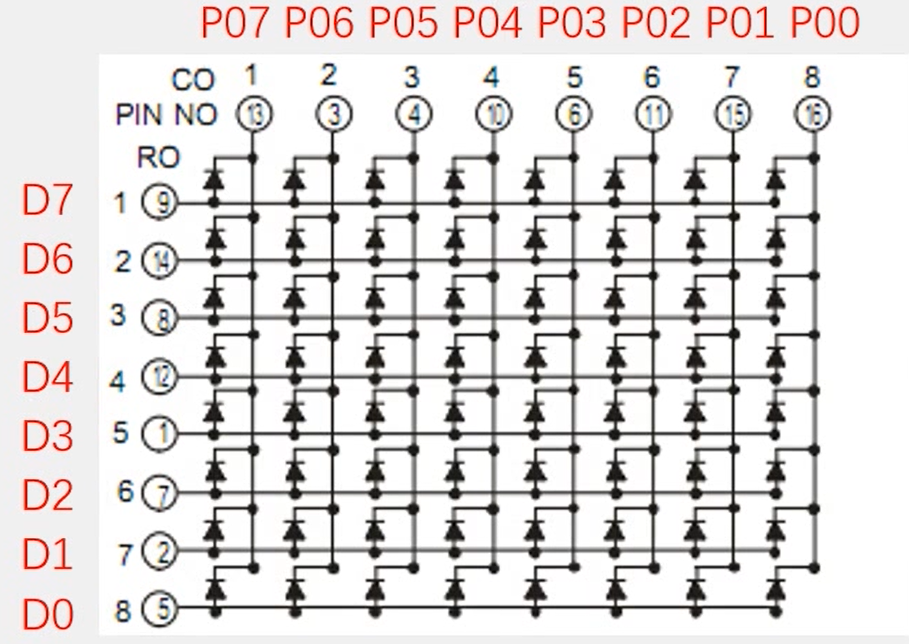 P07 P06 P05 P04 P03 P02 P01 P00
CO 1 2 3 4 5 6 7 8
PIN NO 13 3 4 10 6 11 15 16
RO
D7 1 9
D6 2 14
D5 3 8
D4 4 12
D3 5 1
D2 6 7
D1 7 2
D0 8 5